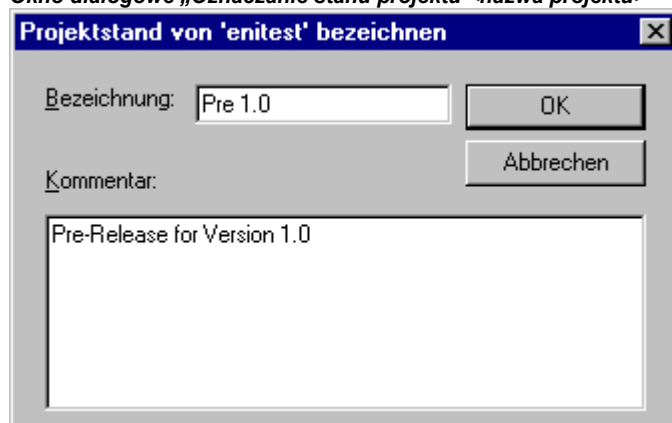 Okno dialogowe „Oznaczanie stanu projektu <nazwa projektu>"
Projektstand von 'enitest' bezeichnen
Bezeichnung: Pre 1.0
OK
Abbrechen
Kommentar:
Pre-Release for Version 1.0